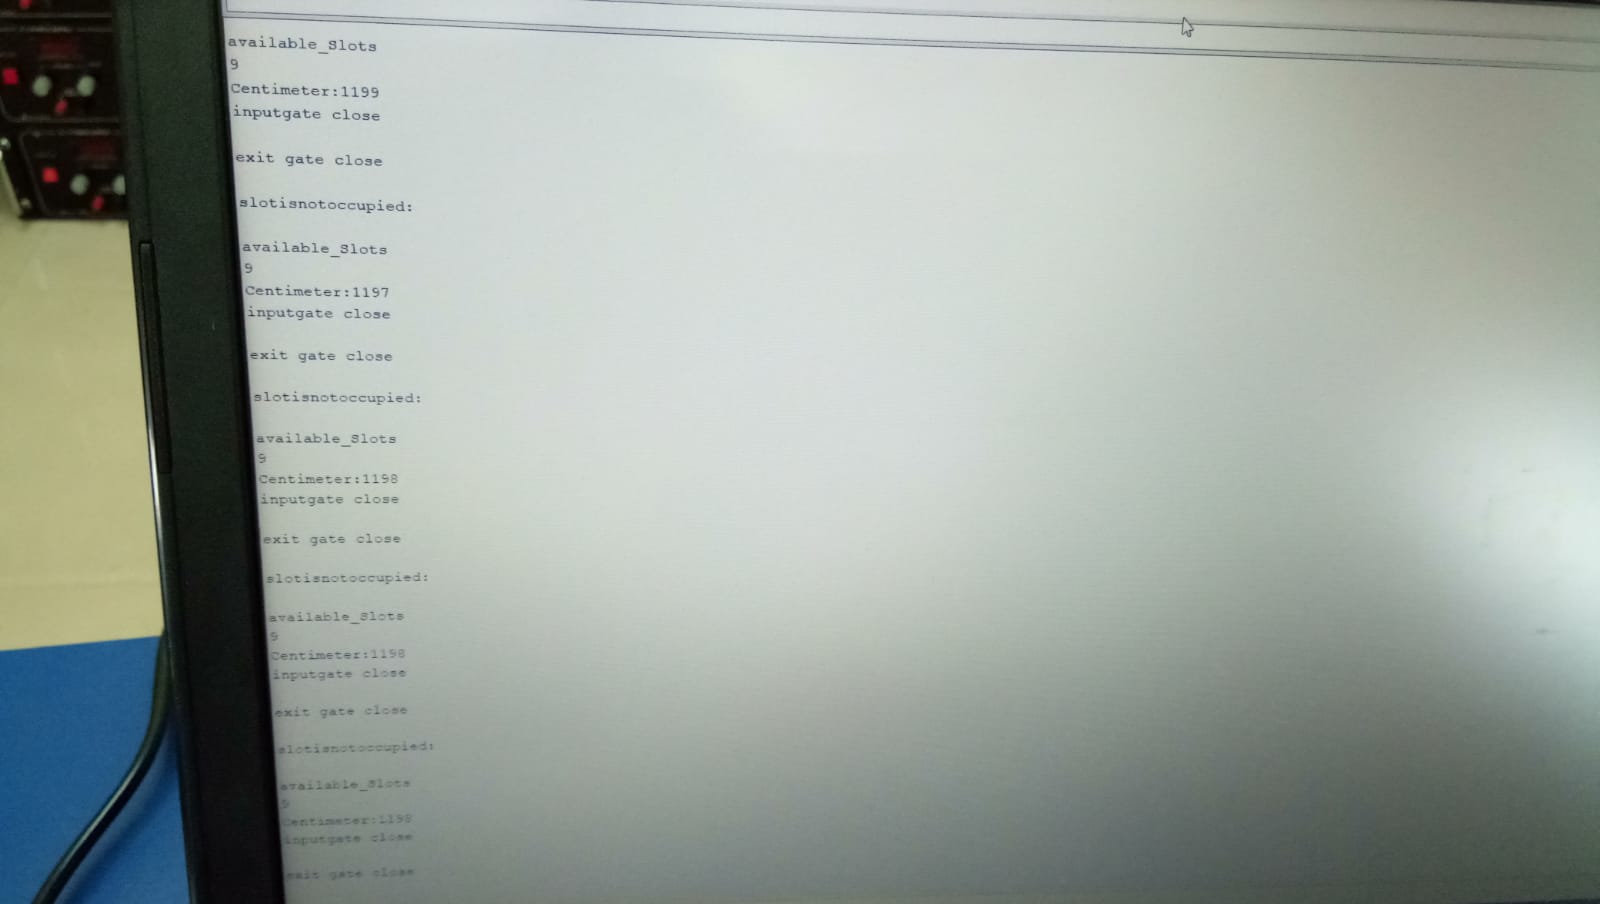 available_Slots
9
Centimeter:1199
inputgate close
exit gate close
slotisnotoccupied:
available_Slots
9
Centimeter:1197
inputgate close
exit gate close
slotisnotoccupied:
available_Slots
9
Centimeter:1198
inputgate close
exit gate close
slotisnotoccupied:
available_Slots
9
Centimeter:1198
inputgate close
exit gate close
slotisnotoccupied:
available_Slots
9
Centimeter:1198
inputgate close
exit gate close